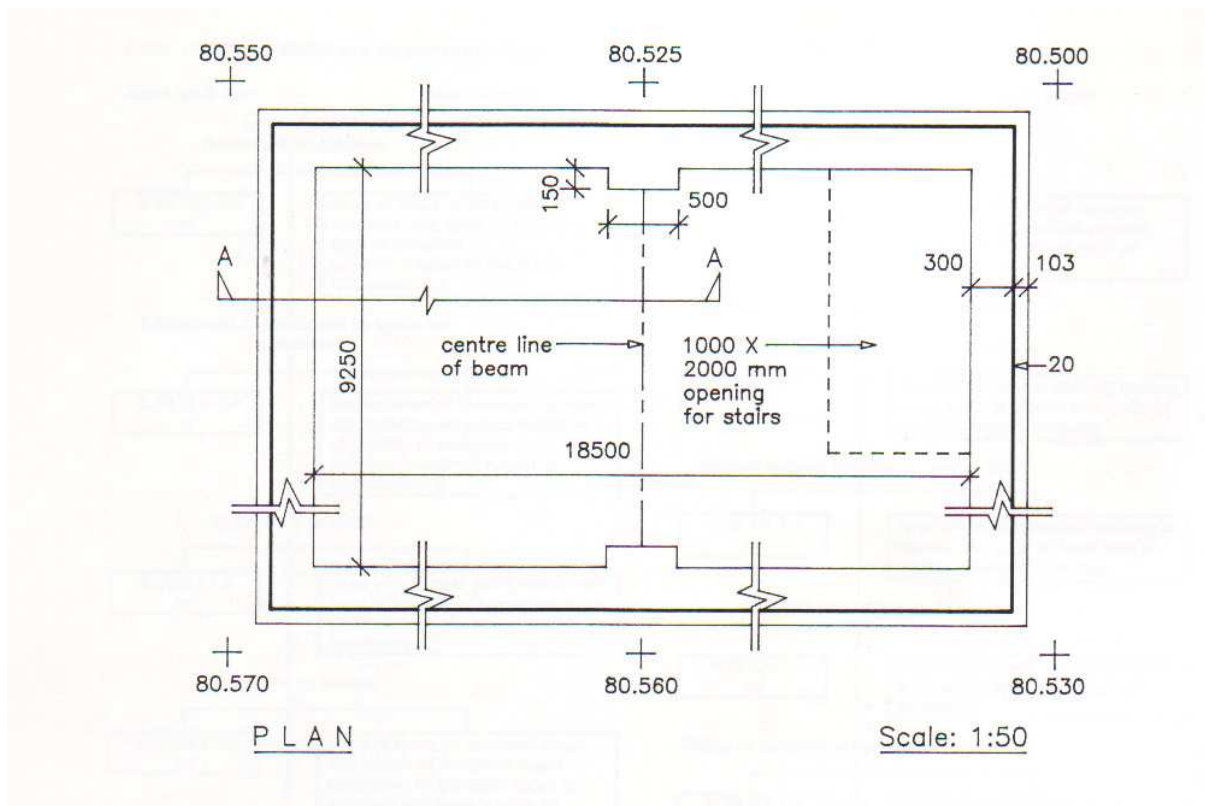 80.550
80.525
80.500
150
500
A
A
300
103
9250
centre line
of beam
1000 X
2000 mm
opening
for stairs
20
18500
80.570
80.560
80.530
PLAN
Scale: 1:50